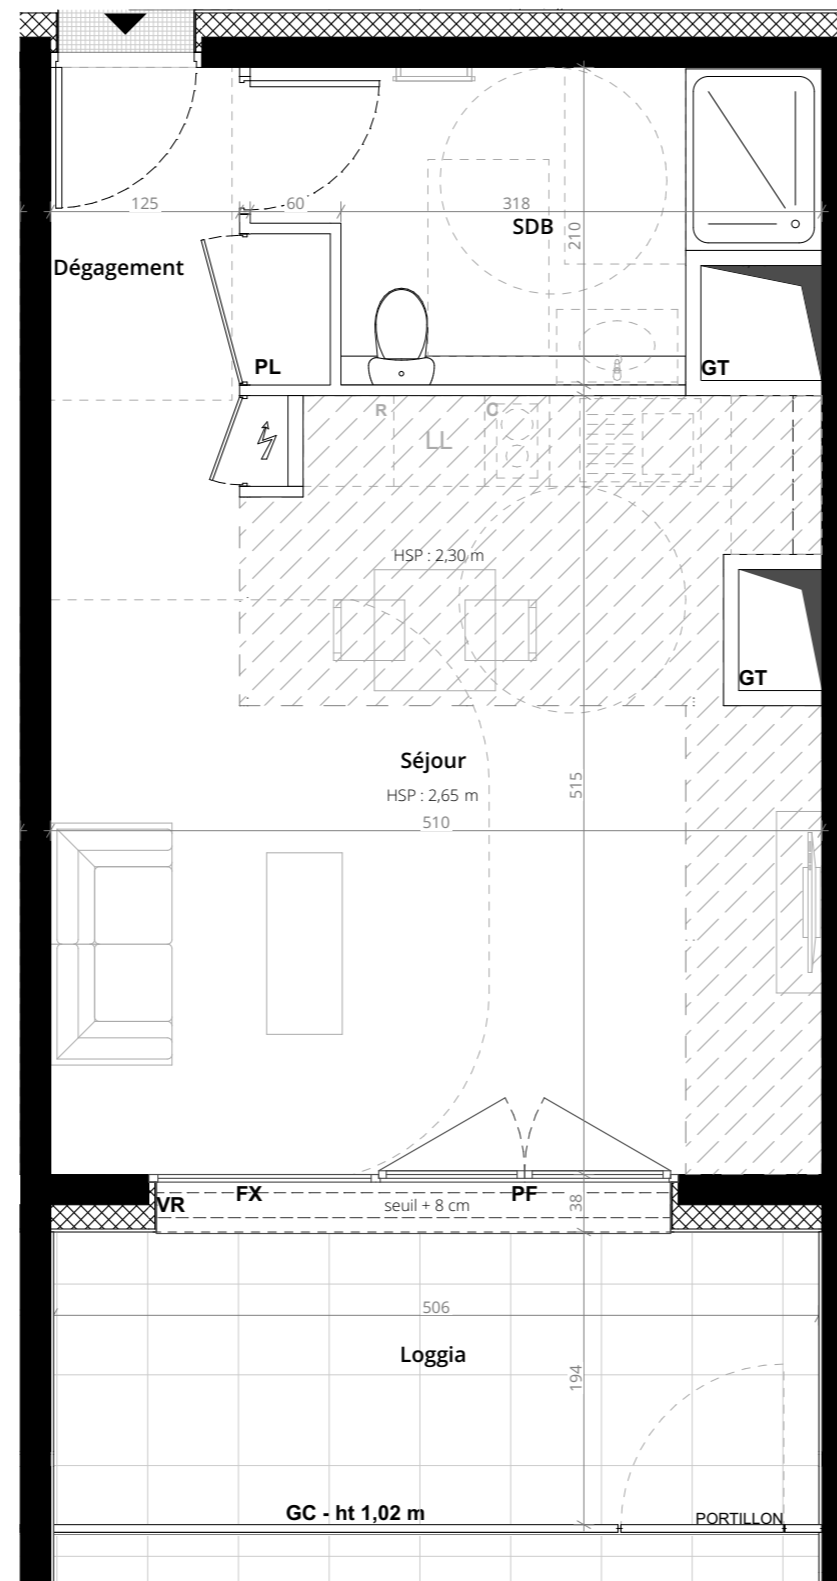 125
60
318
SDB
210
Dégagement
PL
GT
R
C
LL
HSP : 2,30 m
GT
Séjour
HSP : 2,65 m
515
510
VR
FX
PF
seuil + 8 cm
38
506
Loggia
194
GC - ht 1,02 m
PORTILLON